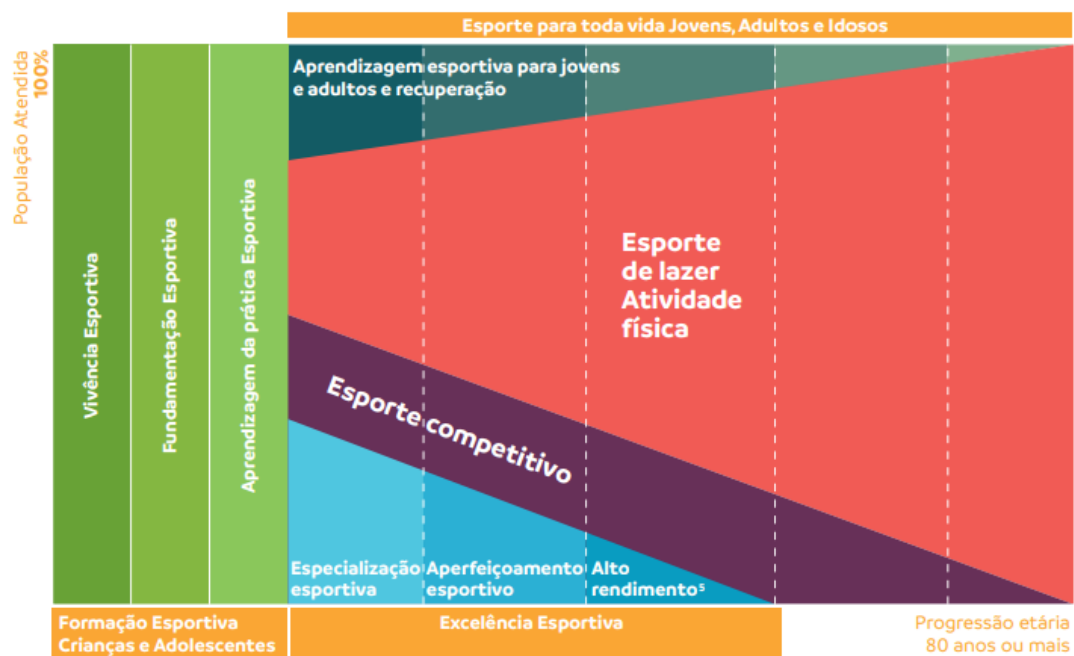 Esporte para toda vida Jovens, Adultos e Idosos
População Atendida
100%
Aprendizagem esportiva para jovens
e adultos e recuperação
Vivência Esportiva
Fundamentação Esportiva
Aprendizagem da prática Esportiva
Esporte
de lazer
Atividade
física
Esporte competitivo
Especialização
esportiva
Aperfeiçoamento
esportivo
Alto
rendimento⁵
Formação Esportiva
Crianças e Adolescentes
Excelência Esportiva
Progressão etária
80 anos ou mais